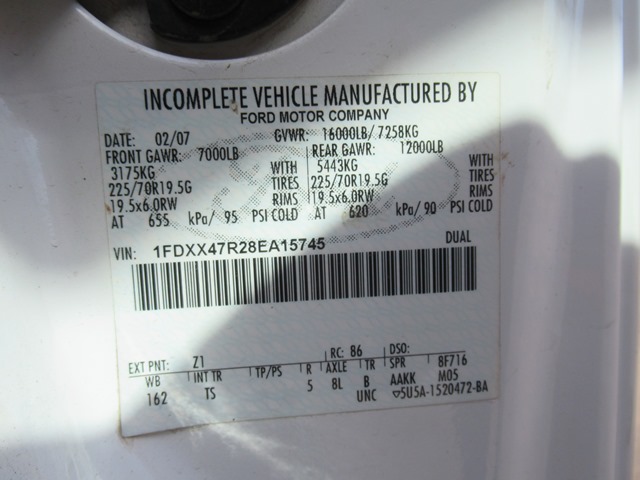 INCOMPLETE VEHICLE MANUFACTURED BY
FORD MOTOR COMPANY
DATE: 02/07 GVWR: 16000LB/ 7258KG
FRONT GAWR: 7000LB REAR GAWR: 12000LB
3175KG WITH 5443KG WITH
225/70R19.5G TIRES 225/70R19.5G TIRES
19.5x6.0RW RIMS 19.5x6.0RW RIMS
AT 655 kPa/ 95 PSI COLD AT 620 kPa/ 90 PSI COLD
VIN: 1FDXX47R28EA15745 DUAL
EXT PNT: Z1 RC: 86 DSO:
WB INT TR TP/PS R AXLE TR SPR 8F716
162 TS 5 8L B AAKK M05
UNC ▽5U5A-1520472-BA